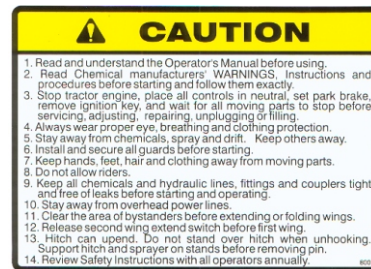 CAUTION
1. Read and understand the Operator's Manual before using.
2. Read Chemical manufacturers' WARNINGS, Instructions and
procedures before starting and follow them exactly.
3. Stop tractor engine, place all controls in neutral, set park brake,
remove ignition key, and wait for all moving parts to stop before
servicing, adjusting, repairing, unplugging or filling.
4. Always wear proper eye, breathing and clothing protection.
5. Stay away from chemicals, spray and drift. Keep others away.
6. Install and secure all guards before starting.
7. Keep hands, feet, hair and clothing away from moving parts.
8. Do not allow riders.
9. Keep all chemicals and hydraulic lines, fittings and couplers tight
and free of leaks before starting and operating.
10. Stay away from overhead power lines.
11. Clear the area of bystanders before extending or folding wings.
12. Release second wing extend switch before first wing.
13. Hitch can upend. Do not stand over hitch when unhooking.
Support hitch and sprayer on stands before removing pin.
14. Review Safety Instructions with all operators annually.